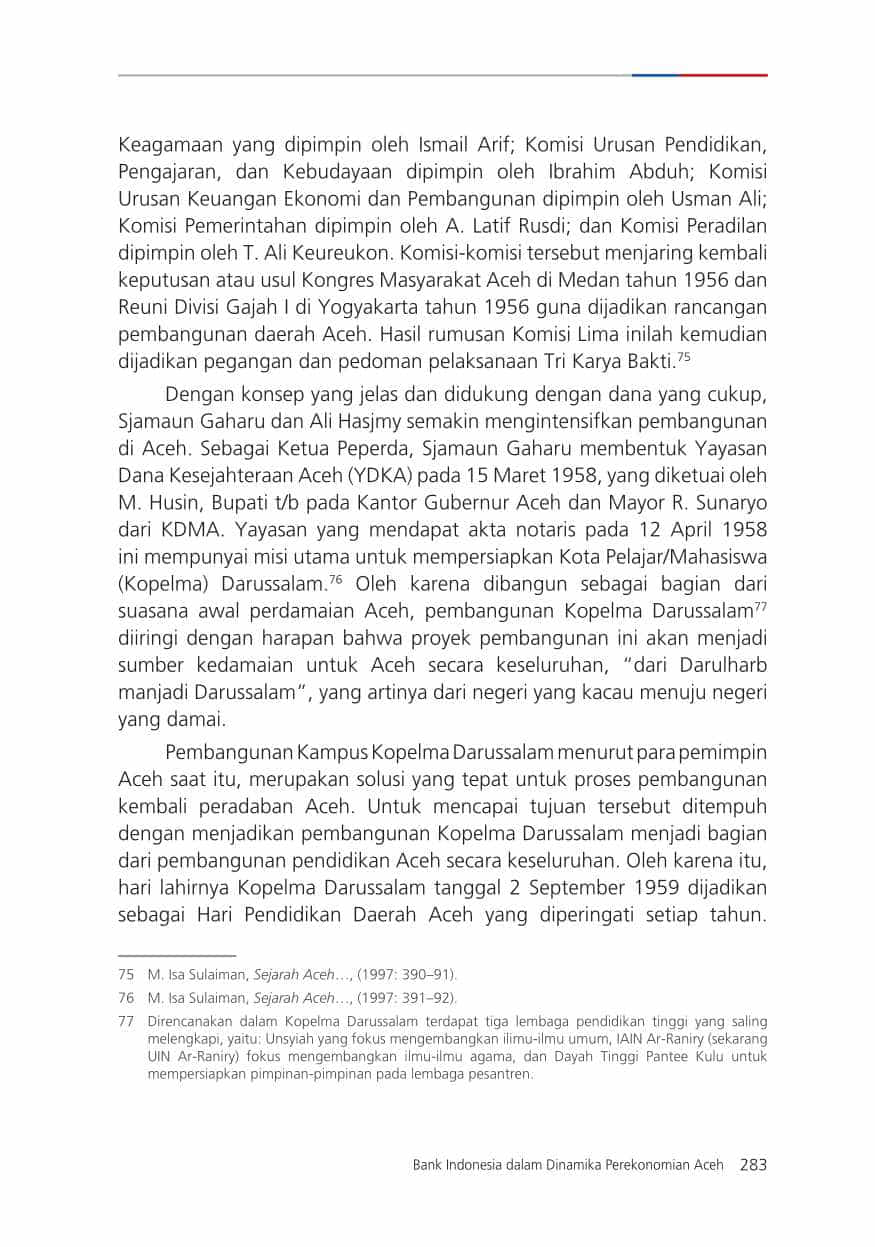 Keagamaan yang dipimpin oleh Ismail Arif; Komisi Urusan Pendidikan,
Pengajaran, dan Kebudayaan dipimpin oleh Ibrahim Abduh; Komisi
Urusan Keuangan Ekonomi dan Pembangunan dipimpin oleh Usman Ali;
Komisi Pemerintahan dipimpin oleh A. Latif Rusdi; dan Komisi Peradilan
dipimpin oleh T. Ali Keureukon. Komisi-komisi tersebut menjaring kembali
keputusan atau usul Kongres Masyarakat Aceh di Medan tahun 1956 dan
Reuni Divisi Gajah I di Yogyakarta tahun 1956 guna dijadikan rancangan
pembangunan daerah Aceh. Hasil rumusan Komisi Lima inilah kemudian
dijadikan pegangan dan pedoman pelaksanaan Tri Karya Bakti.75
Dengan konsep yang jelas dan didukung dengan dana yang cukup,
Sjamaun Gaharu dan Ali Hasjmy semakin mengintensifkan pembangunan
di Aceh. Sebagai Ketua Peperda, Sjamaun Gaharu membentuk Yayasan
Dana Kesejahteraan Aceh (YDKA) pada 15 Maret 1958, yang diketuai oleh
M. Husin, Bupati t/b pada Kantor Gubernur Aceh dan Mayor R. Sunaryo
dari KDMA. Yayasan yang mendapat akta notaris pada 12 April 1958
ini mempunyai misi utama untuk mempersiapkan Kota Pelajar/Mahasiswa
(Kopelma) Darussalam.76 Oleh karena dibangun sebagai bagian dari
suasana awal perdamaian Aceh, pembangunan Kopelma Darussalam77
diiringi dengan harapan bahwa proyek pembangunan ini akan menjadi
sumber kedamaian untuk Aceh secara keseluruhan, “dari Darulharb
manjadi Darussalam”, yang artinya dari negeri yang kacau menuju negeri
yang damai.
Pembangunan Kampus Kopelma Darussalam menurut para pemimpin
Aceh saat itu, merupakan solusi yang tepat untuk proses pembangunan
kembali peradaban Aceh. Untuk mencapai tujuan tersebut ditempuh
dengan menjadikan pembangunan Kopelma Darussalam menjadi bagian
dari pembangunan pendidikan Aceh secara keseluruhan. Oleh karena itu,
hari lahirnya Kopelma Darussalam tanggal 2 September 1959 dijadikan
sebagai Hari Pendidikan Daerah Aceh yang diperingati setiap tahun.
75 M. Isa Sulaiman, Sejarah Aceh…, (1997: 390–91).
76 M. Isa Sulaiman, Sejarah Aceh…, (1997: 391–92).
77 Direncanakan dalam Kopelma Darussalam terdapat tiga lembaga pendidikan tinggi yang saling
melengkapi, yaitu: Unsyiah yang fokus mengembangkan ilimu-ilmu umum, IAIN Ar-Raniry (sekarang
UIN Ar-Raniry) fokus mengembangkan ilmu-ilmu agama, dan Dayah Tinggi Pantee Kulu untuk
mempersiapkan pimpinan-pimpinan pada lembaga pesantren.
Bank Indonesia dalam Dinamika Perekonomian Aceh 283